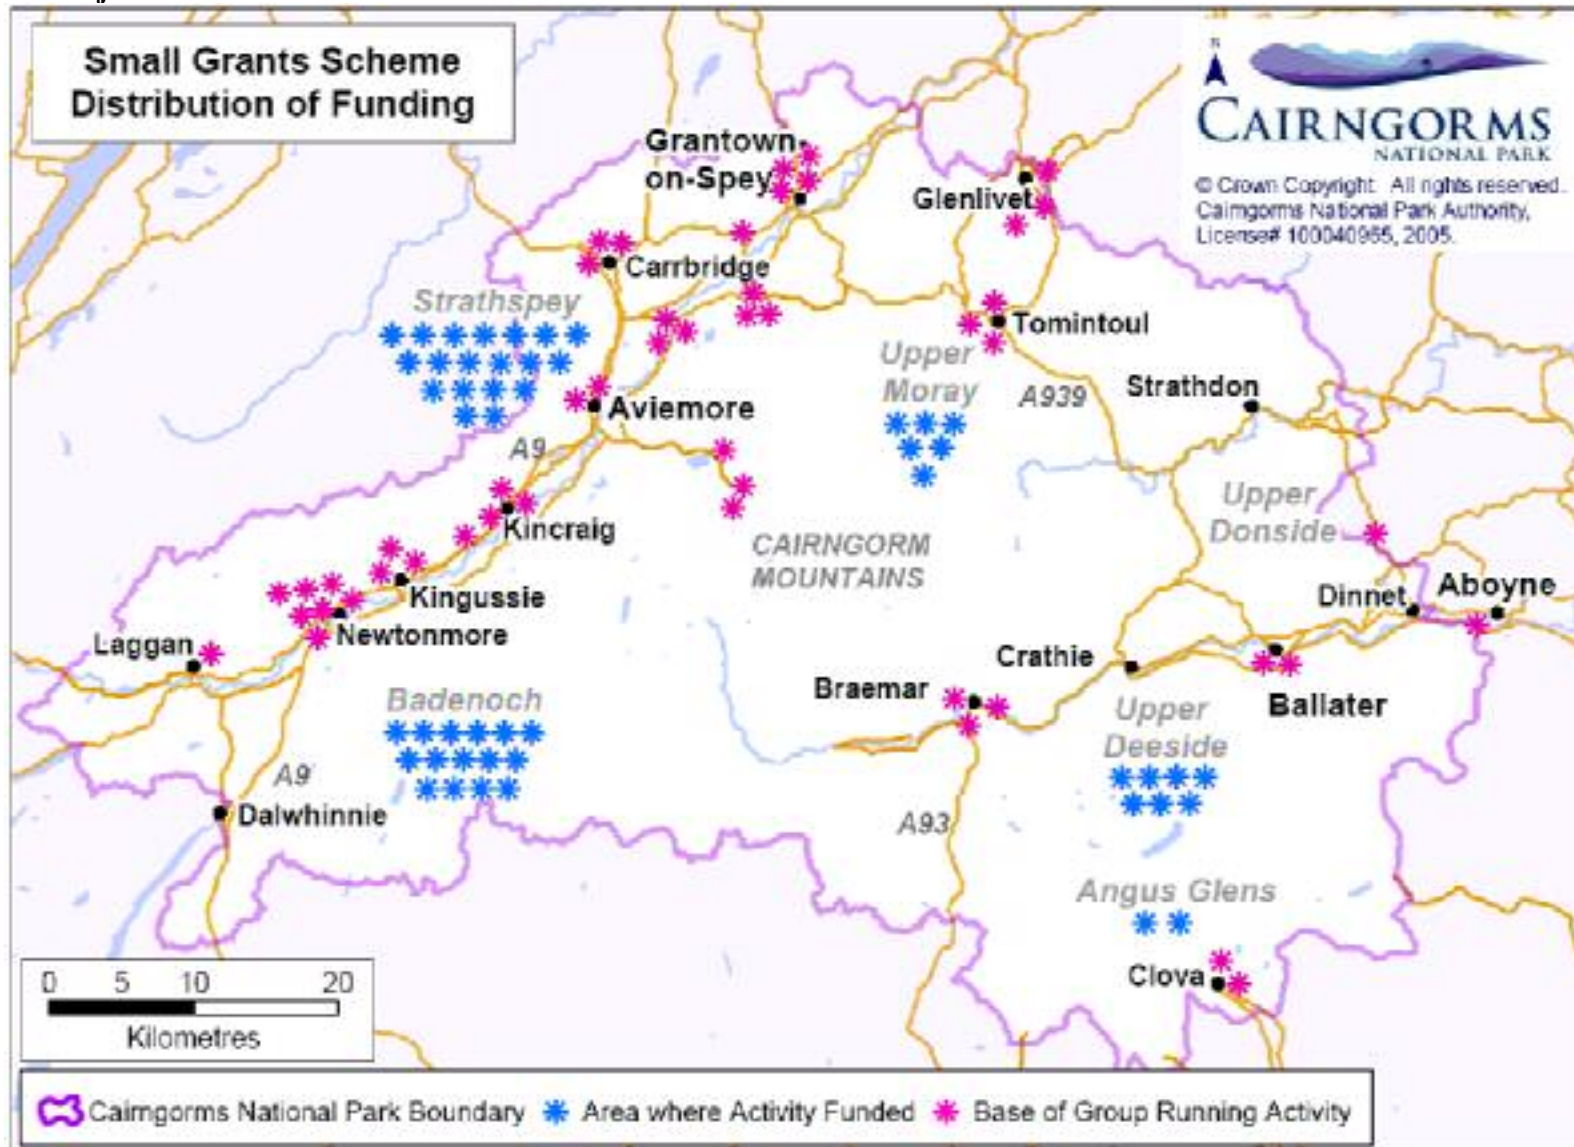 Small Grants Scheme
Distribution of Funding
N
CAIRNGORMS
NATIONAL PARK
© Crown Copyright. All rights reserved.
Cairngorms National Park Authority,
License# 100040965, 2005.
Grantown-
on-Spey
Glenlivet
Carrbridge
Strathspey
Tomintoul
Upper
Moray
A939
Strathdon
Aviemore
A9
Upper
Donside
Kincraig
CAIRNGORM
MOUNTAINS
Kingussie
Dinnet
Aboyne
Newtonmore
Laggan
Crathie
Braemar
Badenoch
Ballater
Upper
Deeside
A9
Dalwhinnie
A93
Angus Glens
Clova
0 5 10 20
Kilometres
Cairngorms National Park Boundary
Area where Activity Funded
Base of Group Running Activity